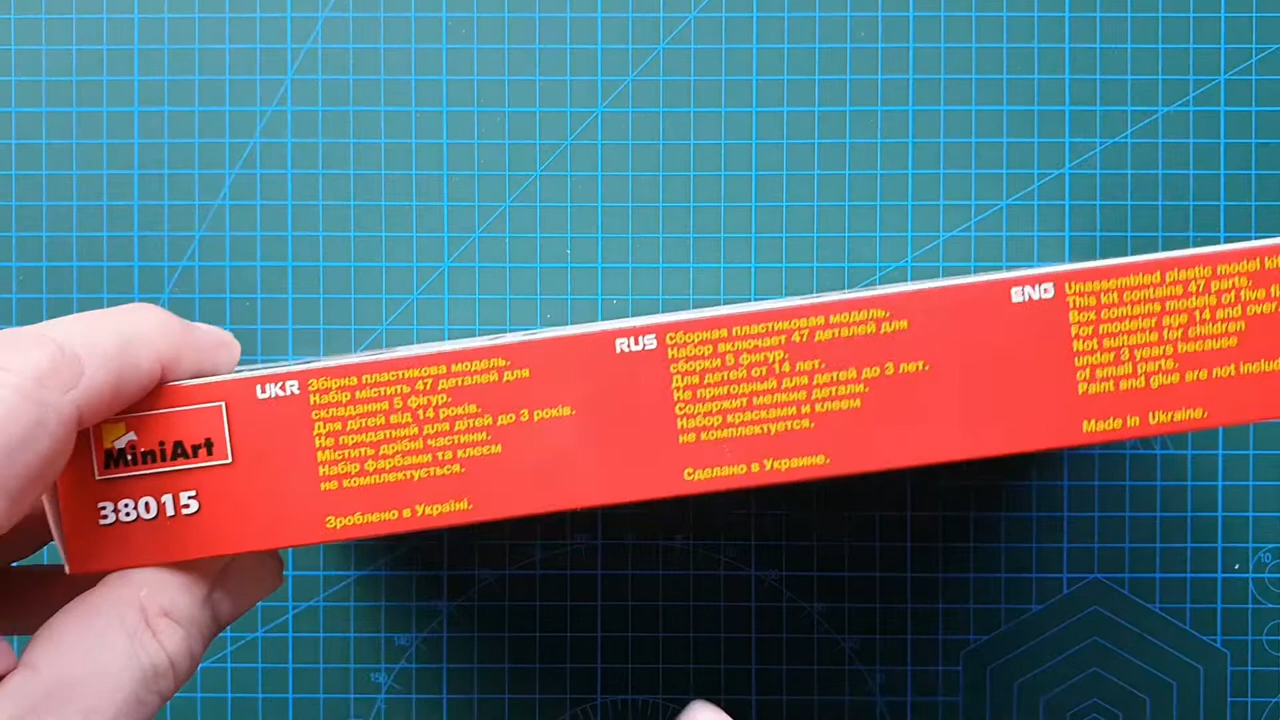 MiniArt
38015
UKR
Збірна пластикова модель.
Набір містить 47 деталей для
складання 5 фігур.
Для дітей від 14 років.
Не придатний для дітей до 3 років.
Містить дрібні частини.
Набір фарбами та клеєм
не комплектується.
Зроблено в Україні.
RUS
Сборная пластиковая модель.
Набор включает 47 деталей для
сборки 5 фигур.
Для детей от 14 лет.
Не пригодный для детей до 3 лет.
Содержит мелкие детали.
Набор красками и клеем
не комплектуется.
Сделано в Украине.
ENG
Unassembled plastic model
This kit contains 47 parts.
Box contains models of five
For modeler age 14 and over.
Not suitable for children
under 3 years because
of small parts.
Paint and glue are not
Made in Ukraine.
140
150
10